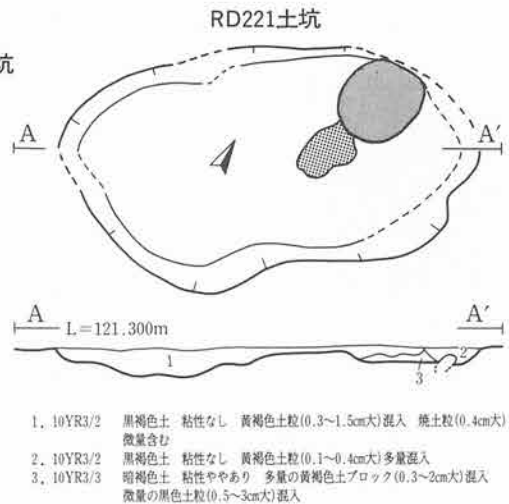 RD221土坑
坑
A A′
A A′
L=121.300m
1 2
3
1. 10YR3/2 黒褐色土 粘性なし 黄褐色土粒(0.3~1.5cm大)混入 焼土粒(0.4cm大)
微量含む
2. 10YR3/2 黒褐色土 粘性なし 黄褐色土粒(0.1~0.4cm大)多量混入
3. 10YR3/3 暗褐色土 粘性ややあり 多量の黄褐色土ブロック(0.3~2cm大)混入
微量の黒色土粒(0.5~3cm大)混入